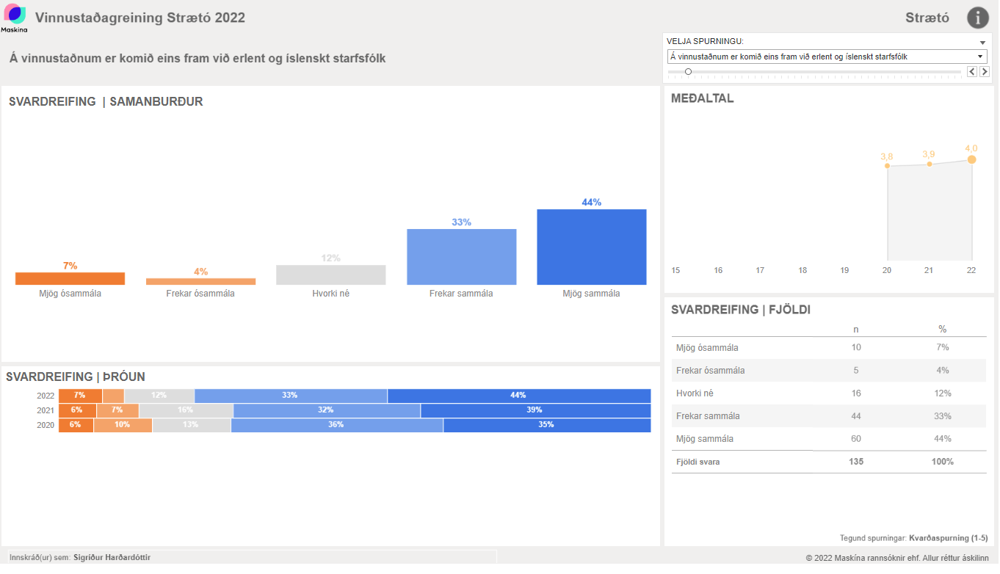 Maskína
Vinnustaðagreining Strætó 2022
Strætó
i
Á vinnustaðnum er komið eins fram við erlent og íslenskt starfsfólk
VELJA SPURNINGU:
Á vinnustaðnum er komið eins fram við erlent og íslenskt starfsfólk
SVARDREIFING | SAMANBURÐUR
7%
4%
12%
33%
44%
Mjög ósammála
Frekar ósammála
Hvorki né
Frekar sammála
Mjög sammála
SVARDREIFING | ÞRÓUN
2022 7% 12% 33% 44%
2021 6% 7% 16% 32% 39%
2020 6% 10% 13% 36% 35%
MEÐALTAL
3,8 3,9 4,0
15 16 17 18 19 20 21 22
SVARDREIFING | FJÖLDI
n %
Mjög ósammála 10 7%
Frekar ósammála 5 4%
Hvorki né 16 12%
Frekar sammála 44 33%
Mjög sammála 60 44%
Fjöldi svara 135 100%
Tegund spurningar: Kvarðaspurning (1-5)
Innskráð(ur) sem: Sigríður Harðardóttir
© 2022 Maskína rannsóknir ehf. Allur réttur áskilinn